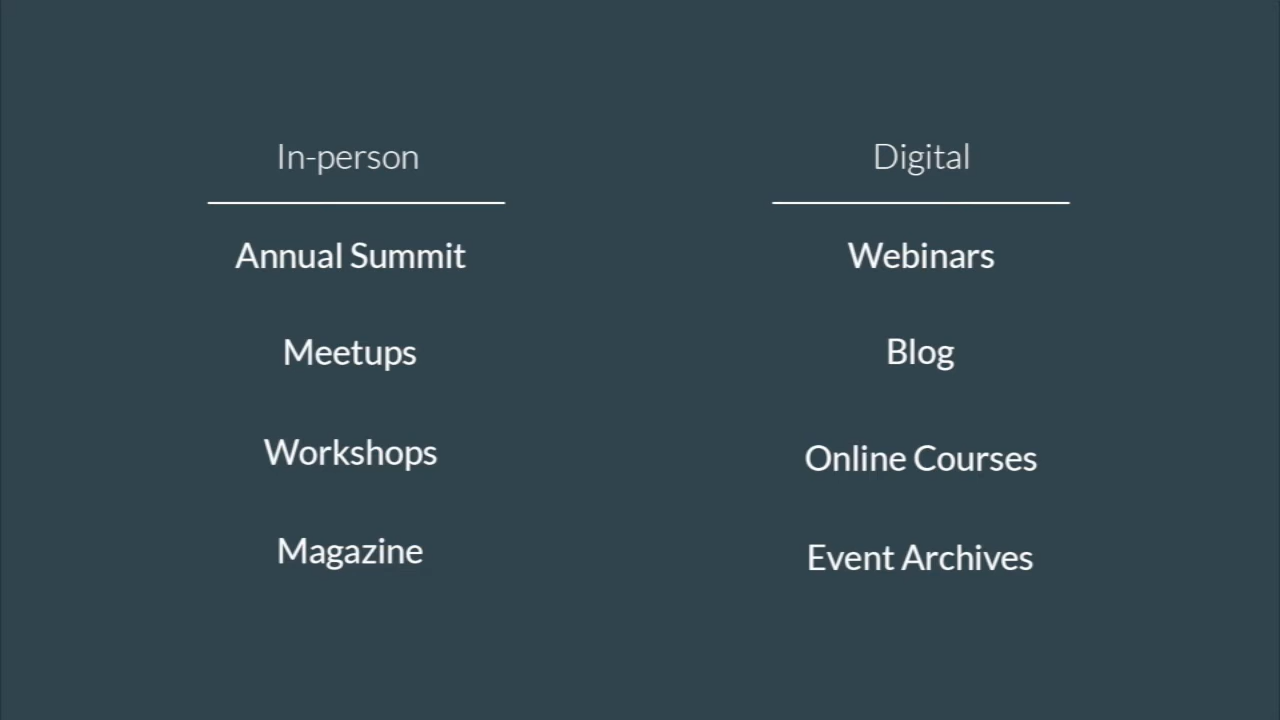 In-person
Annual Summit
Meetups
Workshops
Magazine
Digital
Webinars
Blog
Online Courses
Event Archives